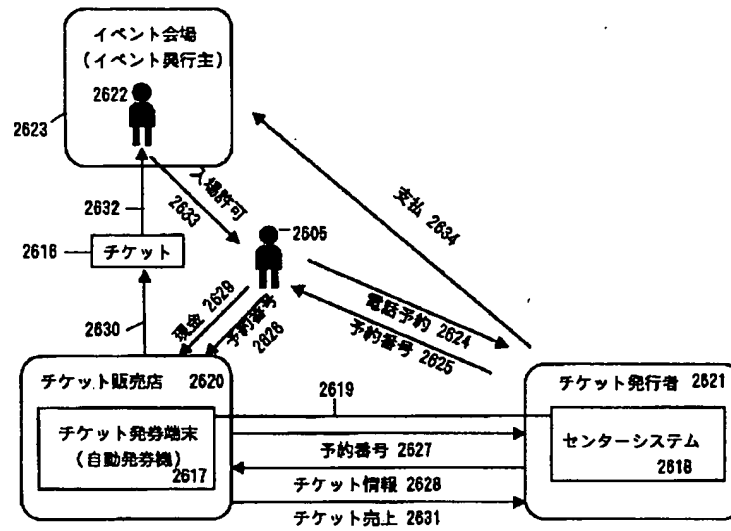 イベント会場
(イベント興行主)
2622
2623
入場許可
2633
2632
2605
支払 2634
2616
チケット
2630
現金 2629
予約番号
2626
電話予約 2624
予約番号 2625
チケット販売店 2620
2619
チケット発行者 2621
チケット発券端末
(自動発券機) 2617
センターシステム
2618
予約番号 2627
チケット情報 2628
チケット売上 2631